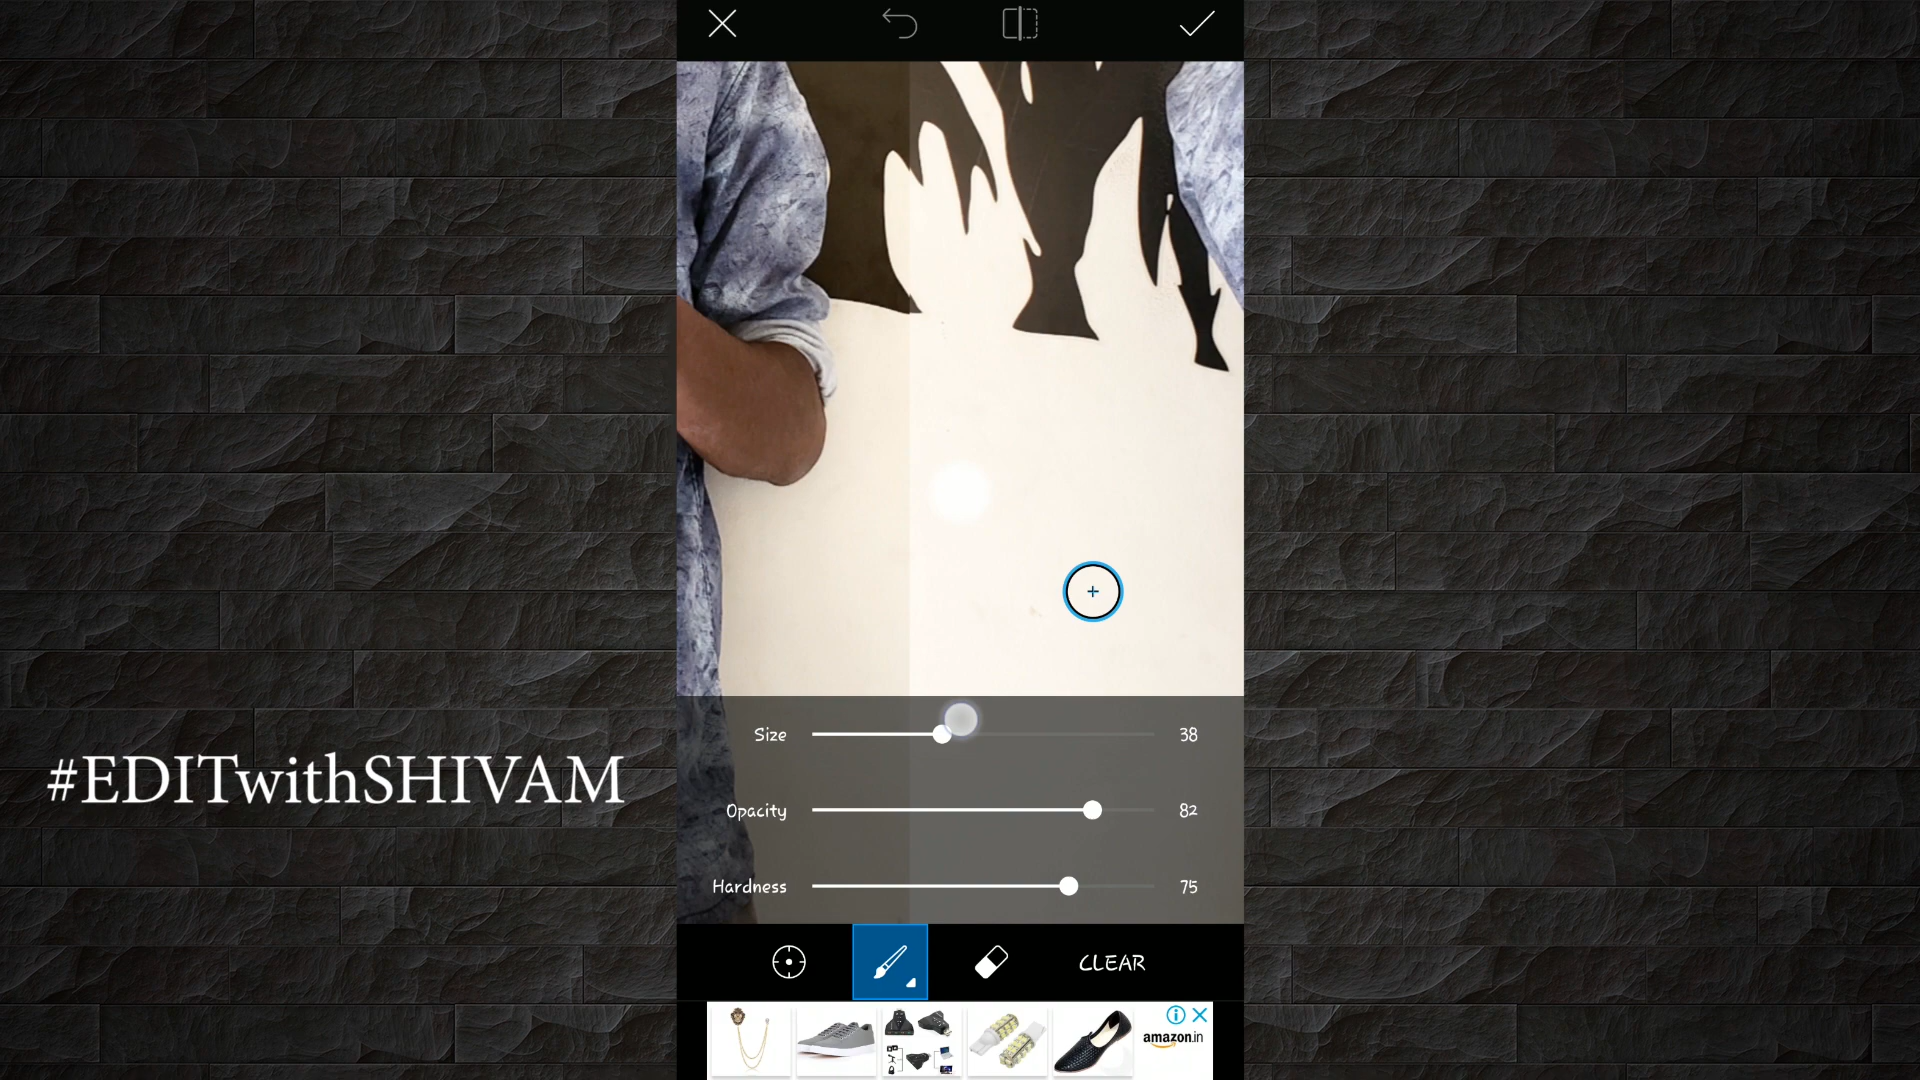 Size 38
Opacity 82
#EDITwithSHIVAM
Hardness 75
CLEAR
amazon.in